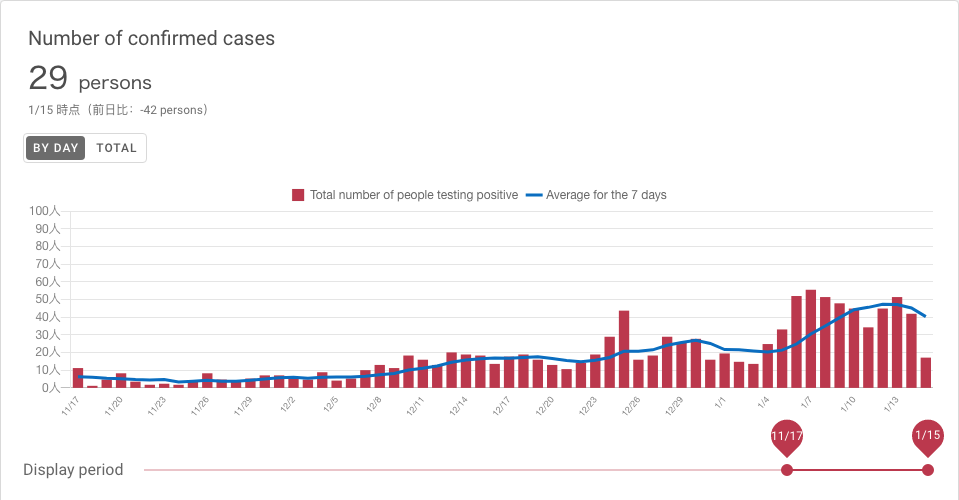 Number of confirmed cases
29 persons
1/15 時点（前日比：-42 persons）
BY DAY TOTAL
Total number of people testing positive Average for the 7 days
100人
90人
80人
70人
60人
50人
40人
30人
20人
10人
0人
11/17 11/20 11/23 11/26 11/29 12/2 12/5 12/8 12/11 12/14 12/17 12/20 12/23 12/26 12/29 1/1 1/4 1/7 1/10 1/13
11/17 1/15
Display period